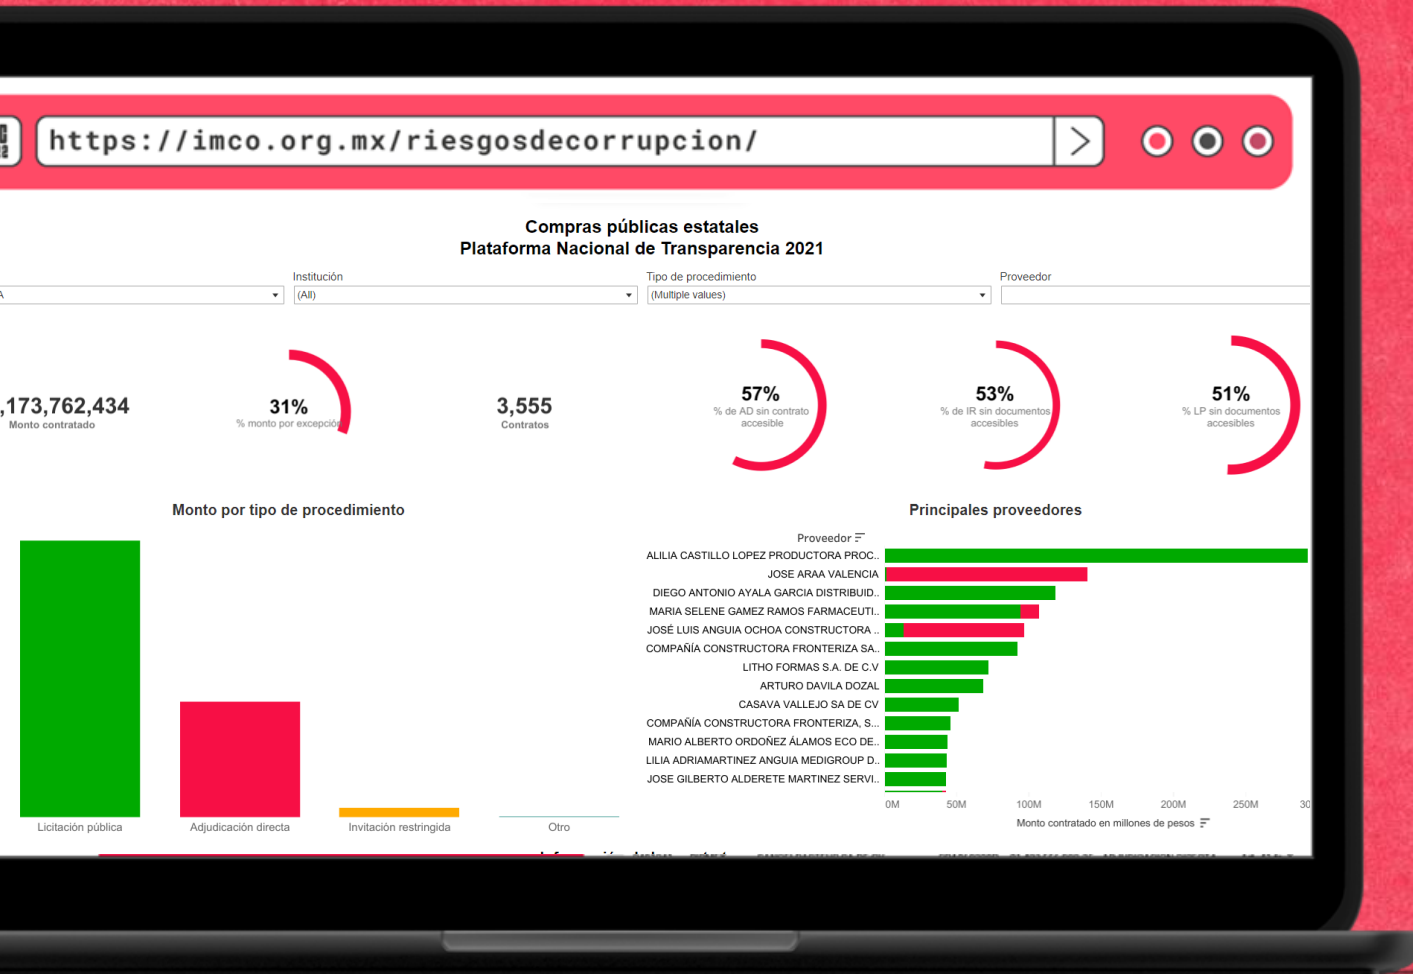 https://imco.org.mx/riesgosdecorrupcion/
Compras públicas estatales
Plataforma Nacional de Transparencia 2021
Institución
Tipo de procedimiento
Proveedor
A
(All)
(Multiple values)
,173,762,434
Monto contratado
31%
% monto por excepción
3,555
Contratos
57%
% de AD sin contrato
accesible
53%
% de IR sin documentos
accesibles
51%
% LP sin documentos
accesibles
Monto por tipo de procedimiento
Licitación pública
Adjudicación directa
Invitación restringida
Otro
Principales proveedores
Proveedor
ALILIA CASTILLO LOPEZ PRODUCTORA PROC..
JOSE ARAA VALENCIA
DIEGO ANTONIO AYALA GARCIA DISTRIBUID..
MARIA SELENE GAMEZ RAMOS FARMACEUTI..
JOSÉ LUIS ANGUIA OCHOA CONSTRUCTORA ..
COMPAÑÍA CONSTRUCTORA FRONTERIZA SA..
LITHO FORMAS S.A. DE C.V
ARTURO DAVILA DOZAL
CASAVA VALLEJO SA DE CV
COMPAÑÍA CONSTRUCTORA FRONTERIZA, S...
MARIO ALBERTO ORDOÑEZ ÁLAMOS ECO DE..
LILIA ADRIAMARTINEZ ANGUIA MEDIGROUP D..
JOSE GILBERTO ALDERETE MARTINEZ SERVI..
0M 50M 100M 150M 200M 250M 30
Monto contratado en millones de pesos